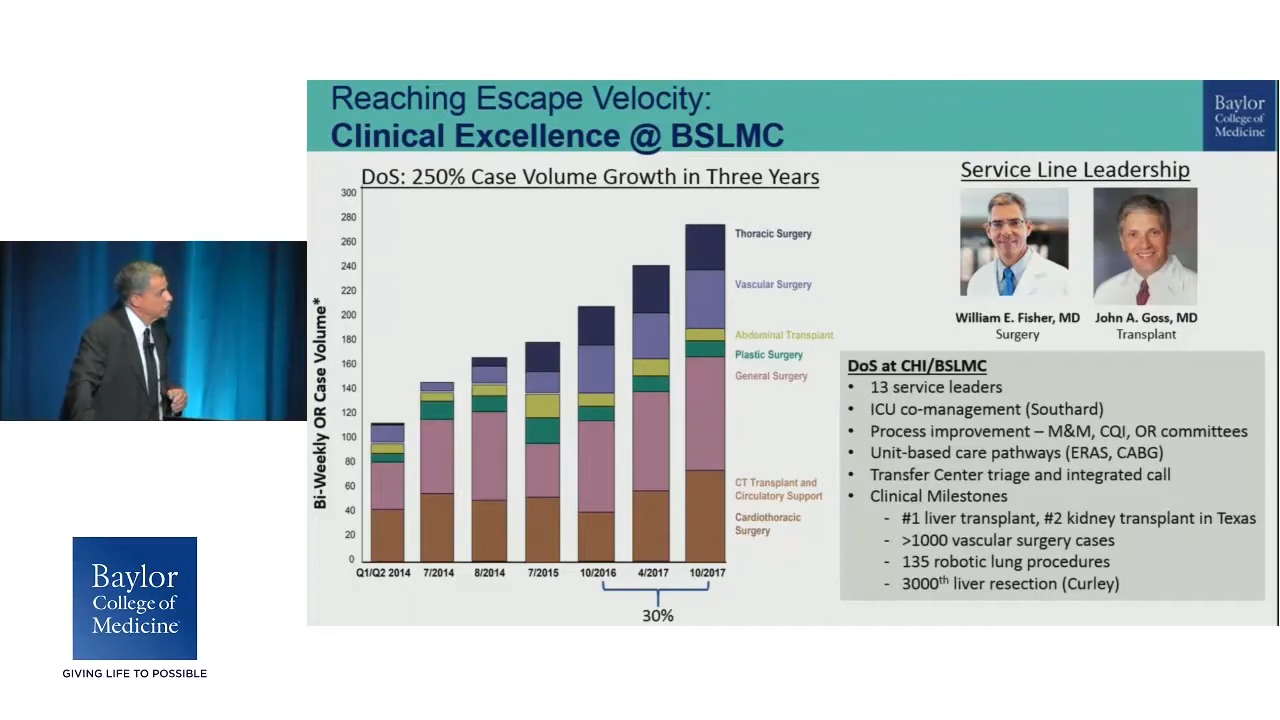 Reaching Escape Velocity:
Clinical Excellence @ BSLMC
Baylor
College of
Medicine
DoS: 250% Case Volume Growth in Three Years
Bi-Weekly OR Case Volume*
300
280
260
240
220
200
180
160
140
120
100
80
60
40
20
0
Q1/Q2 2014
7/2014
8/2014
7/2015
10/2016
4/2017
10/2017
30%
Thoracic Surgery
Vascular Surgery
Abdominal Transplant
Plastic Surgery
General Surgery
CT Transplant and
Circulatory Support
Cardiothoracic
Surgery
Service Line Leadership
William E. Fisher, MD
Surgery
John A. Goss, MD
Transplant
DoS at CHI/BSLMC
• 13 service leaders
• ICU co-management (Southard)
• Process improvement – M&M, CQI, OR committees
• Unit-based care pathways (ERAS, CABG)
• Transfer Center triage and integrated call
• Clinical Milestones
- #1 liver transplant, #2 kidney transplant in Texas
- >1000 vascular surgery cases
- 135 robotic lung procedures
- 3000th liver resection (Curley)
Baylor
College of
Medicine
GIVING LIFE TO POSSIBLE